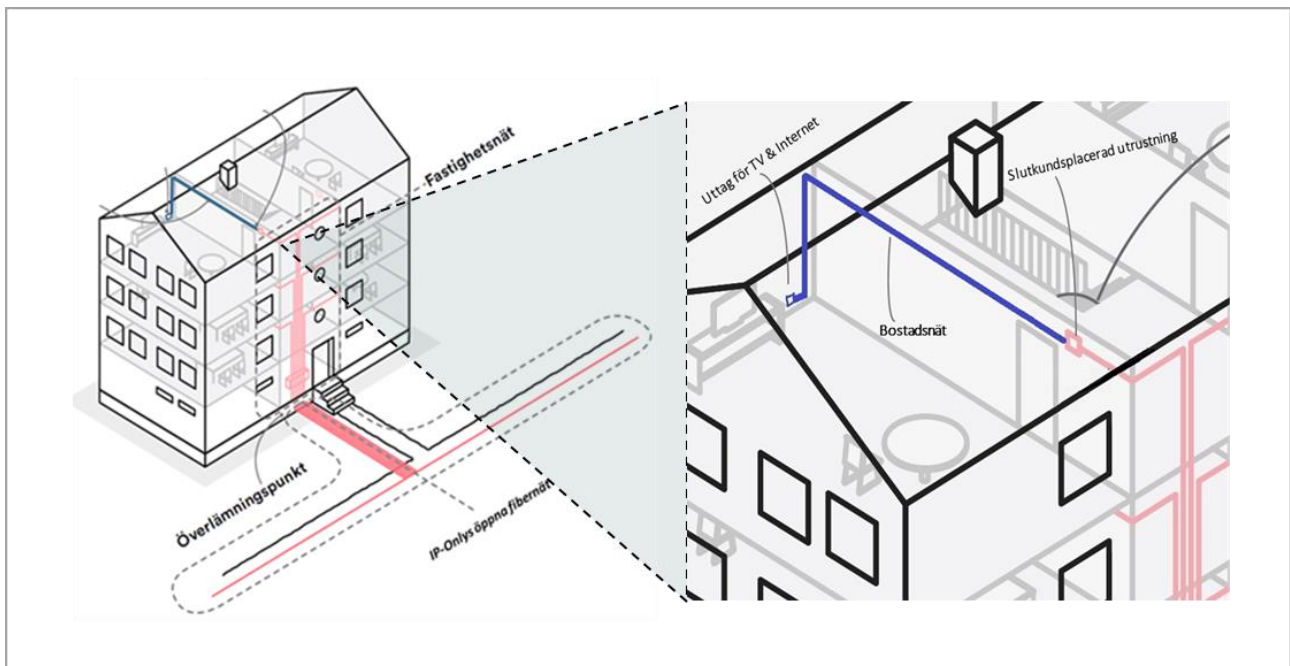 Fastighetsnät
Överlämningspunkt
IP-Onlys öppna fibernät
Uttag för TV & Internet
Slutkundsplacerad utrustning
Bostadsnät